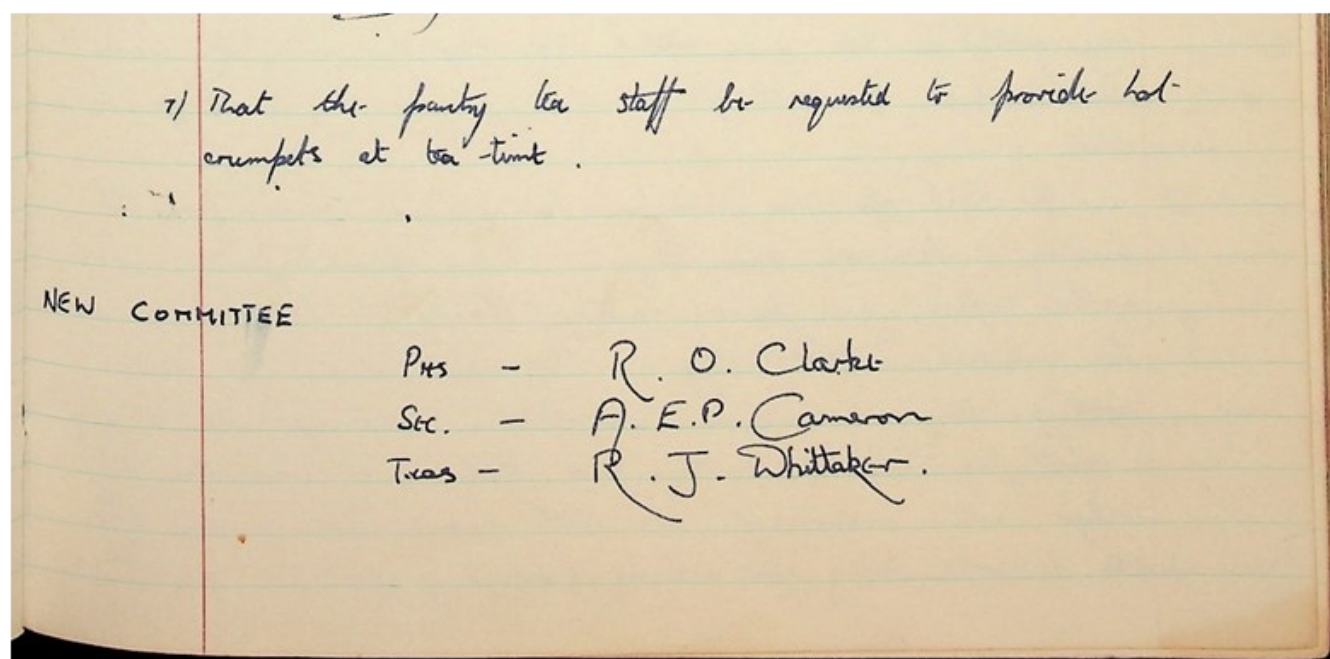 7) That the pantry tea staff be requested to provide hot
crumpets at tea-time.
NEW COMMITTEE
Pres - R. O. Clarke
Sec. - A. E. P. Cameron
Treas - R. J. Whittaker.